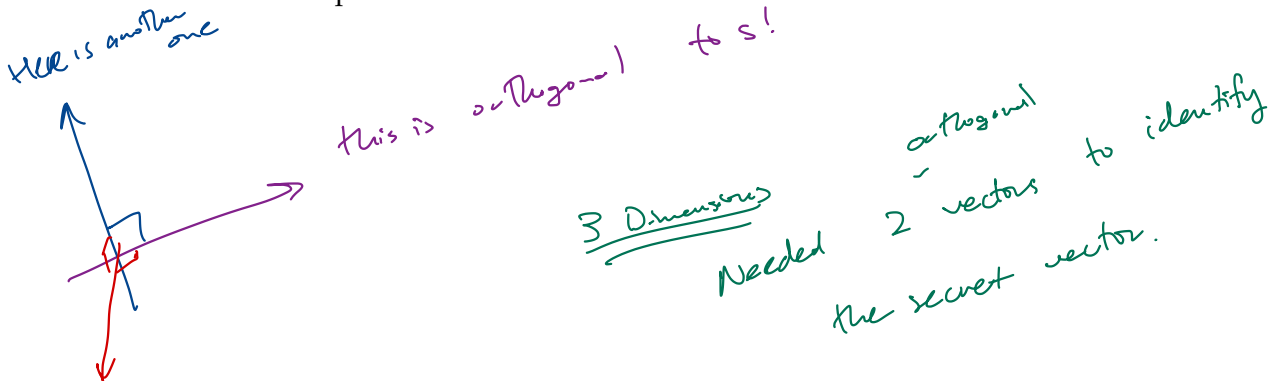 Here is another
one
this is orthogonal to s!
3 Dimensions
orthogonal
Needed 2 vectors to identify
the secret vector.